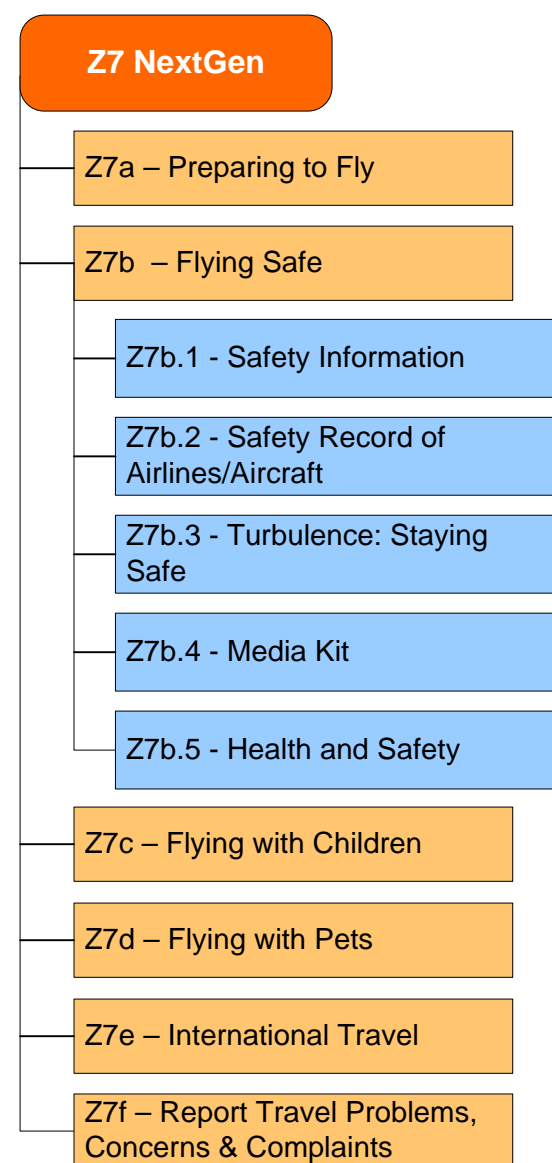 Z7 NextGen
Z7a – Preparing to Fly
Z7b  – Flying Safe
Z7b.1 - Safety Information
Z7b.2 - Safety Record of
Airlines/Aircraft
Z7b.3 - Turbulence: Staying
Safe
Z7b.4 - Media Kit
Z7b.5 - Health and Safety
Z7c – Flying with Children
Z7d – Flying with Pets
Z7e – International Travel
Z7f – Report Travel Problems,
Concerns & Complaints